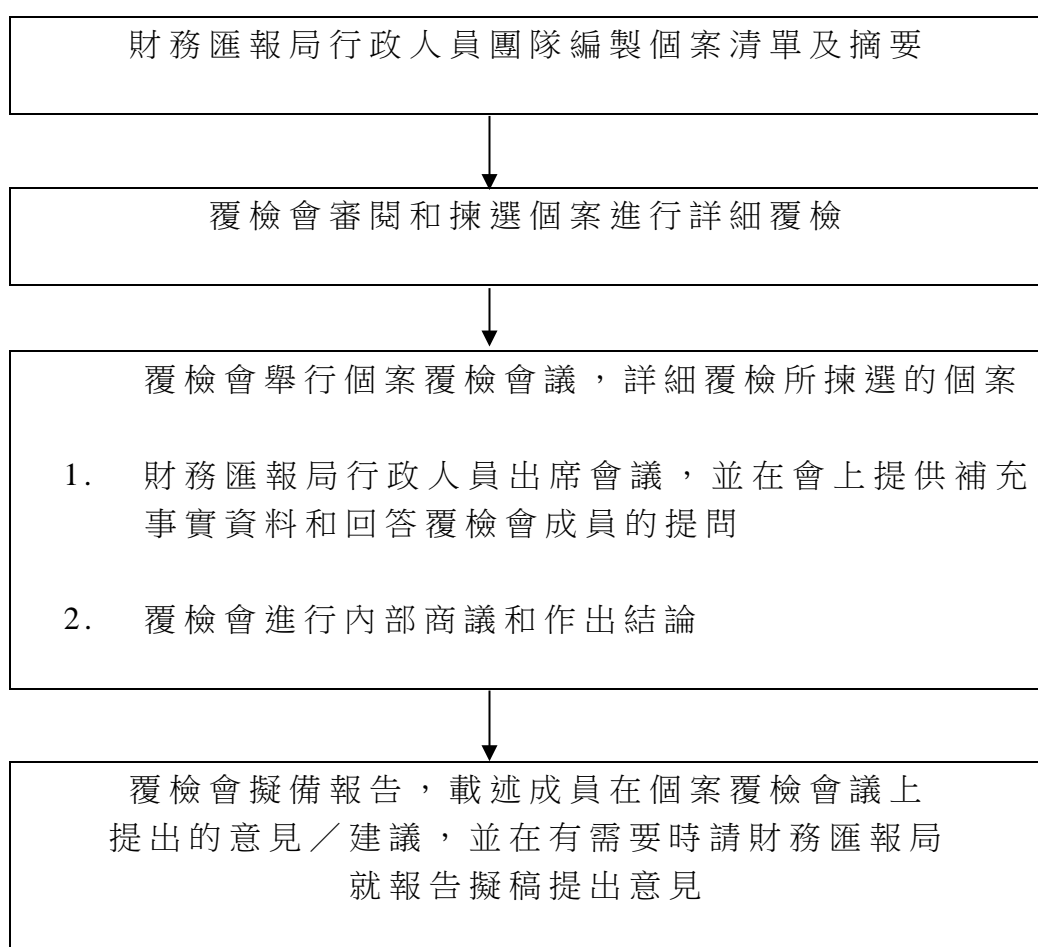 財務匯報局行政人員團隊編製個案清單及摘要
覆檢會審閱和揀選個案進行詳細覆檢
覆檢會舉行個案覆檢會議，詳細覆檢所揀選的個案
1. 財務匯報局行政人員出席會議，並在會上提供補充
事實資料和回答覆檢會成員的提問
2. 覆檢會進行內部商議和作出結論
覆檢會擬備報告，載述成員在個案覆檢會議上
提出的意見／建議，並在有需要時請財務匯報局
就報告擬稿提出意見